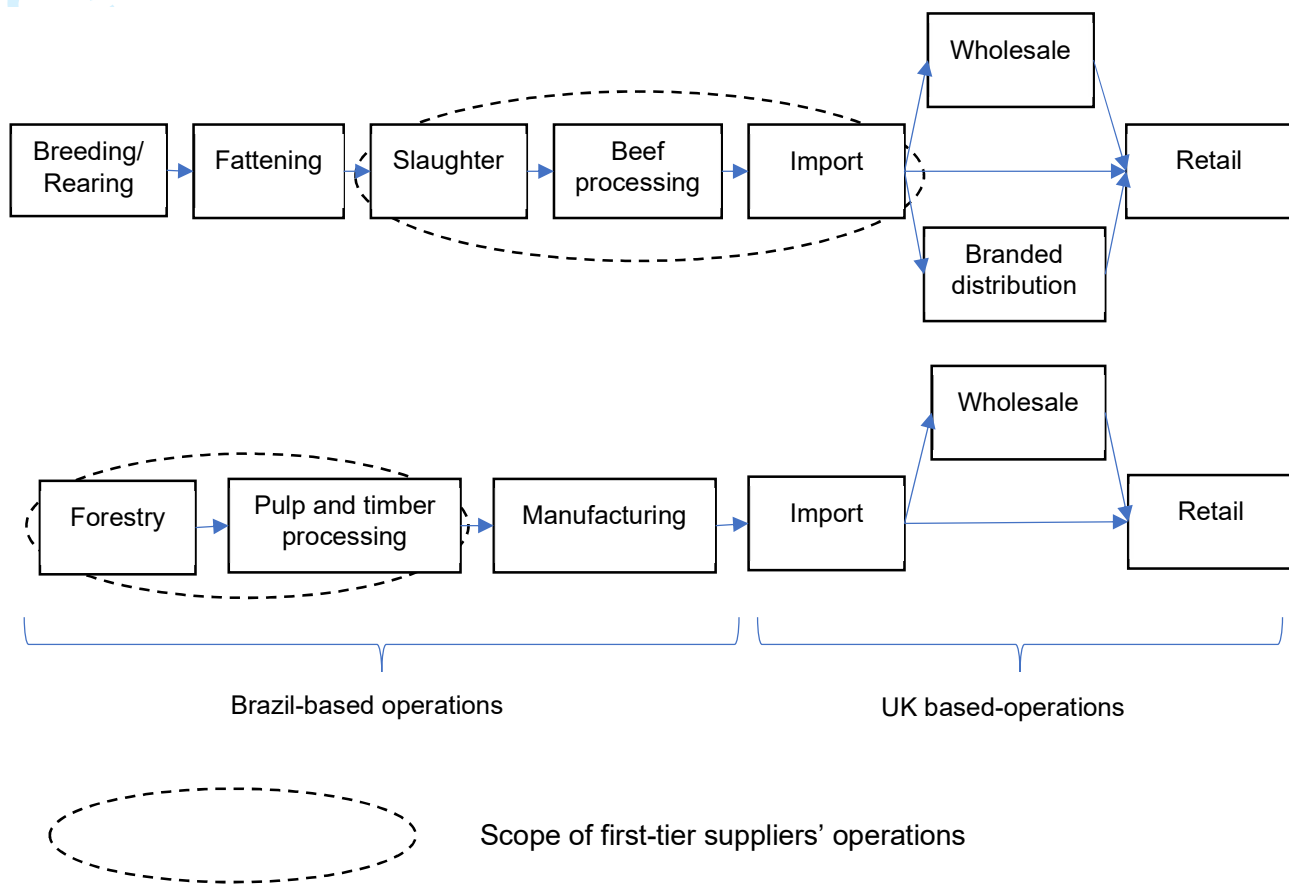 Wholesale
Breeding/
Rearing
Fattening
Slaughter
Beef
processing
Import
Retail
Branded
distribution
Wholesale
Forestry
Pulp and timber
processing
Manufacturing
Import
Retail
Brazil-based operations
UK based-operations
Scope of first-tier suppliers’ operations